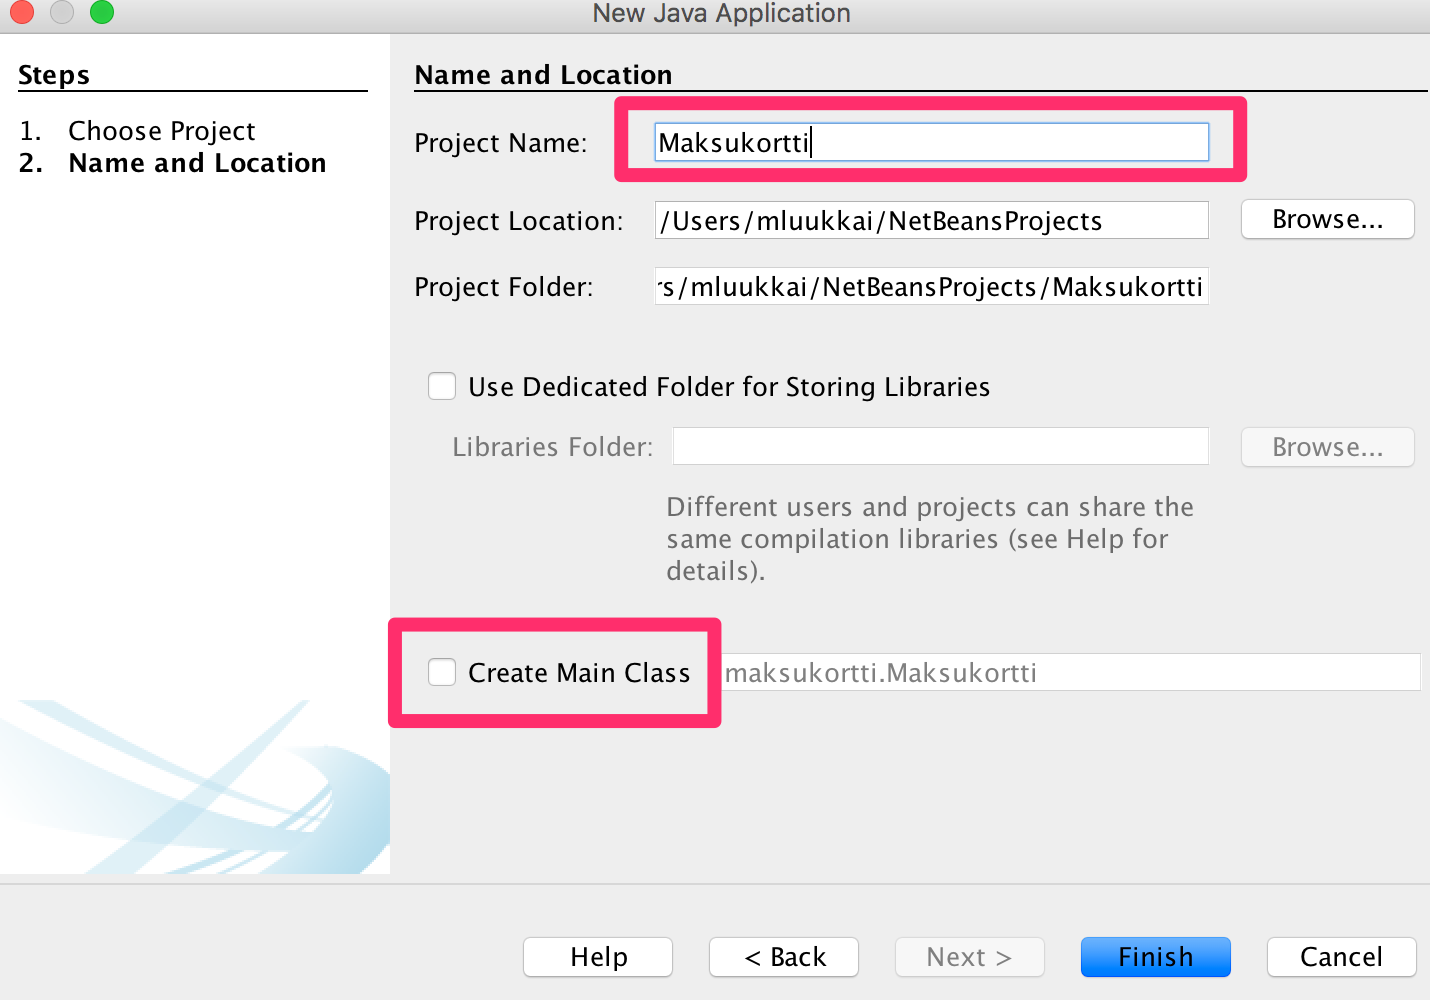 New Java Application
Steps
1. Choose Project
2. Name and Location
Name and Location
Project Name: Maksukortti
Project Location: /Users/mluukkai/NetBeansProjects Browse...
Project Folder: rs/mluukkai/NetBeansProjects/Maksukortti
Use Dedicated Folder for Storing Libraries
Libraries Folder: Browse...
Different users and projects can share the
same compilation libraries (see Help for
details).
Create Main Class maksukortti.Maksukortti
Help < Back Next > Finish Cancel